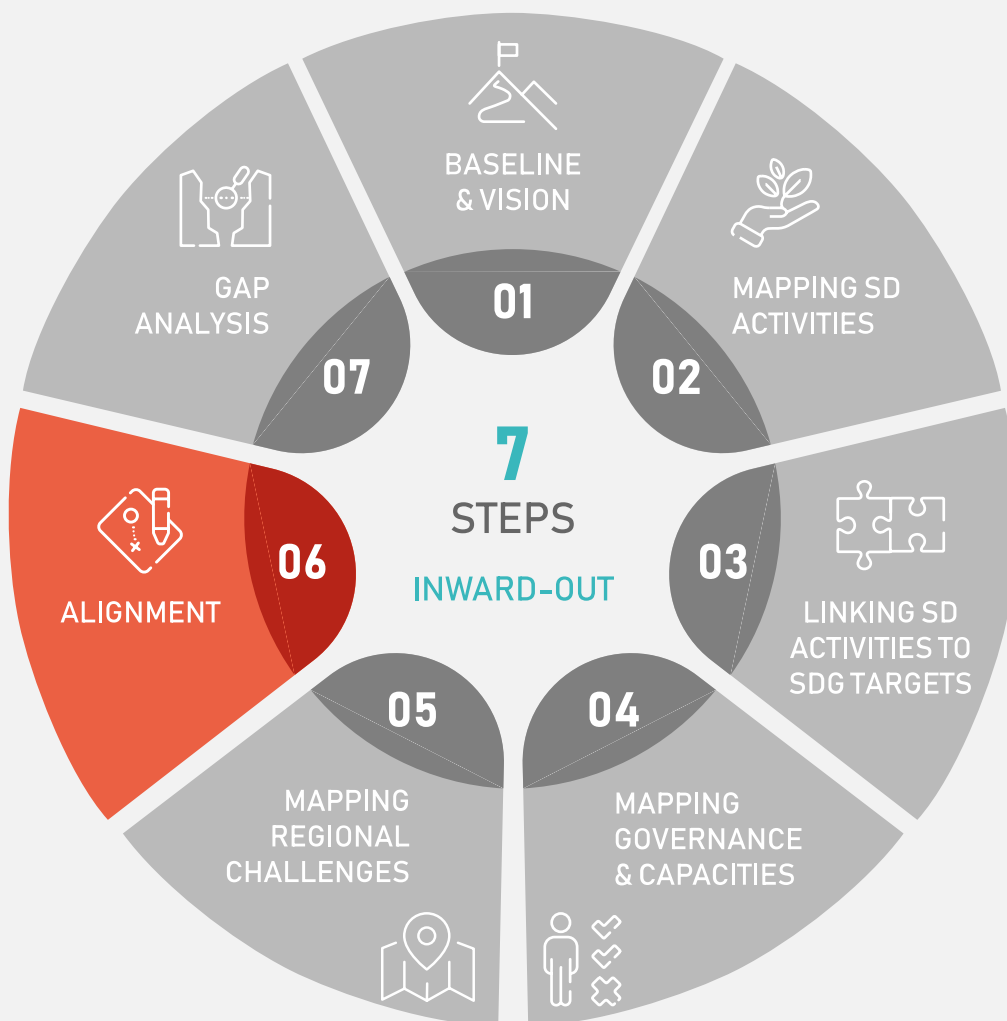 01
BASELINE
& VISION
02
MAPPING SD
ACTIVITIES
03
LINKING SD
ACTIVITIES TO
SDG TARGETS
04
MAPPING
GOVERNANCE
& CAPACITIES
05
MAPPING
REGIONAL
CHALLENGES
06
ALIGNMENT
07
GAP
ANALYSIS
7
STEPS
INWARD-OUT